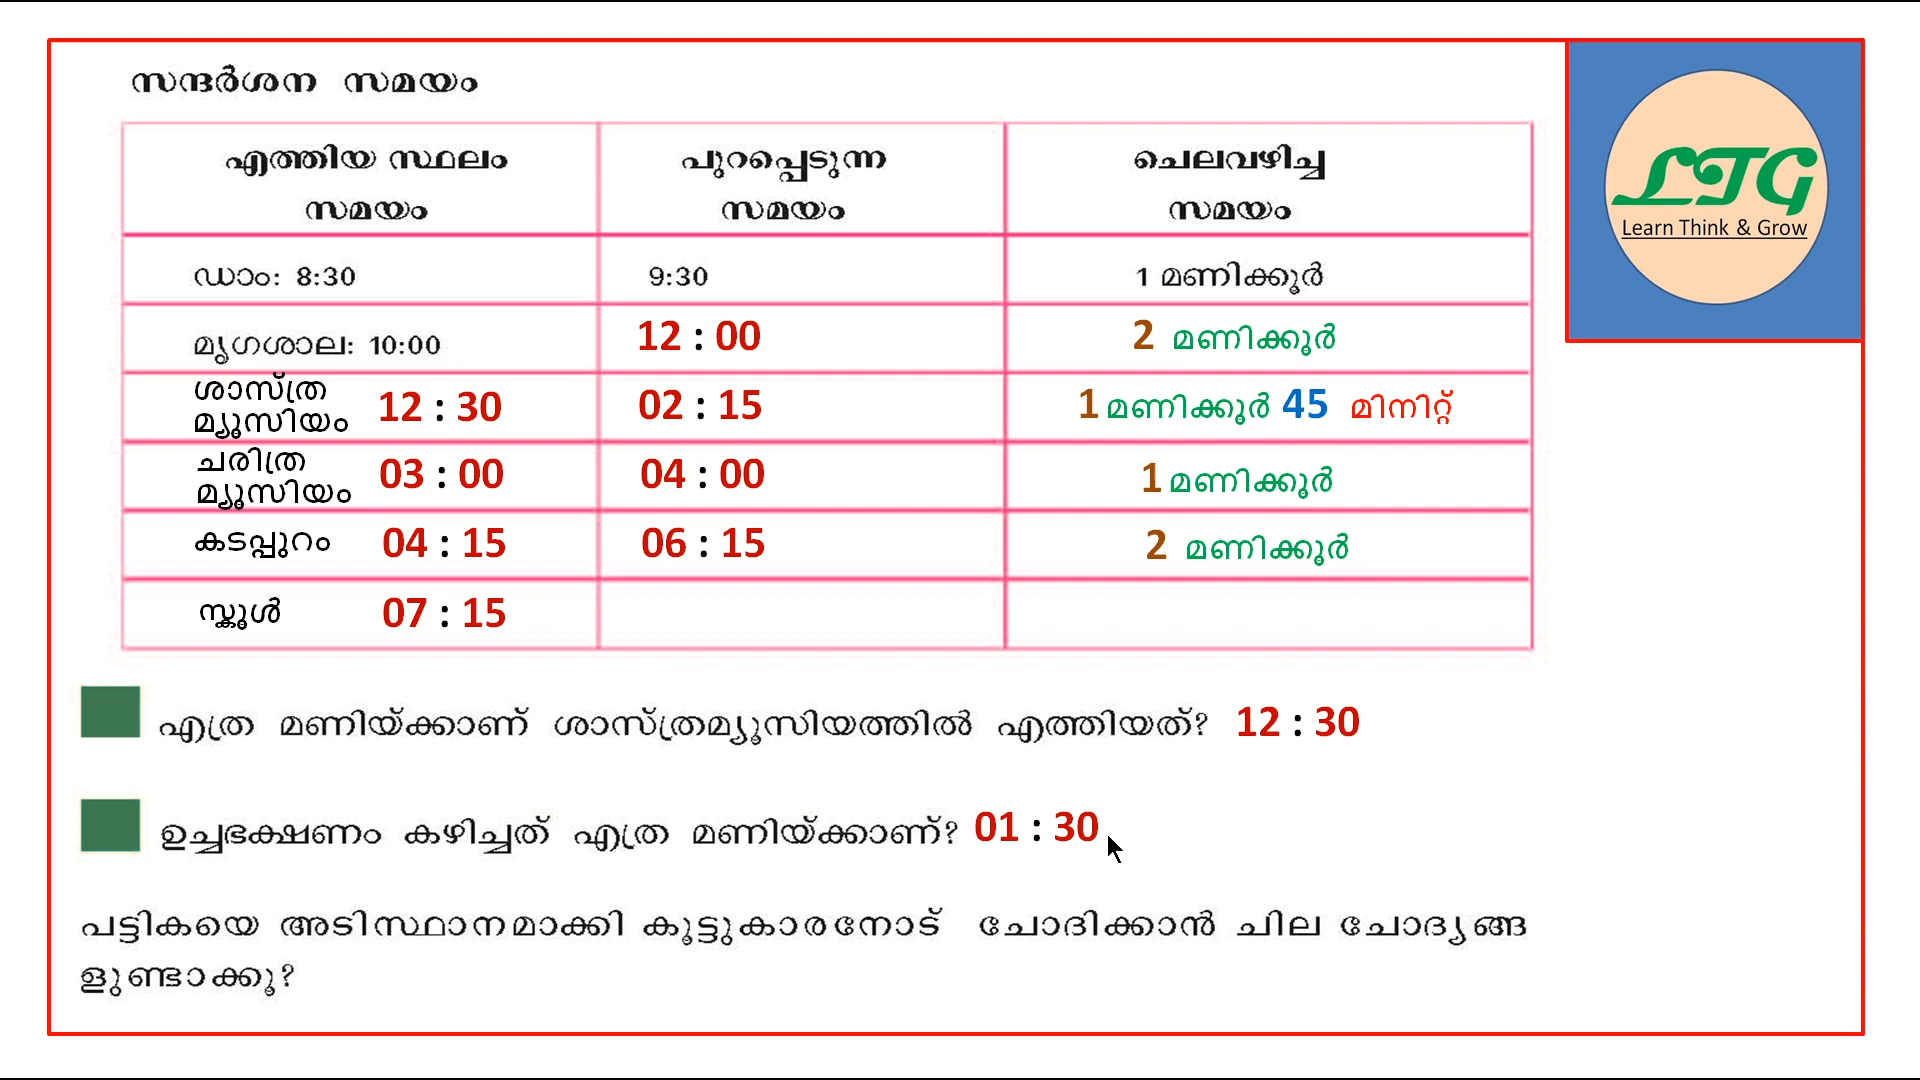 സന്ദർശന സമയം
എത്തിയ സ്ഥലം പുറപ്പെടുന്ന ചെലവഴിച്ച
സമയം സമയം സമയം
ഡാം: 8:30 9:30 1 മണിക്കൂർ
മൃഗശാല: 10:00 12 : 00 2 മണിക്കൂർ
ശാസ്ത്ര
മ്യൂസിയം 12 : 30 02 : 15 1 മണിക്കൂർ 45 മിനിറ്റ്
ചരിത്ര
മ്യൂസിയം 03 : 00 04 : 00 1 മണിക്കൂർ
കടപ്പുറം 04 : 15 06 : 15 2 മണിക്കൂർ
സ്കൂൾ 07 : 15
എത്ര മണിയ്ക്കാണ് ശാസ്ത്രമ്യൂസിയത്തിൽ എത്തിയത്? 12 : 30
ഉച്ചഭക്ഷണം കഴിച്ചത് എത്ര മണിയ്ക്കാണ്? 01 : 30
പട്ടികയെ അടിസ്ഥാനമാക്കി കൂട്ടുകാരനോട് ചോദിക്കാൻ ചില ചോദ്യങ്ങ
ളുണ്ടാക്കൂ?
LTG
Learn Think & Grow